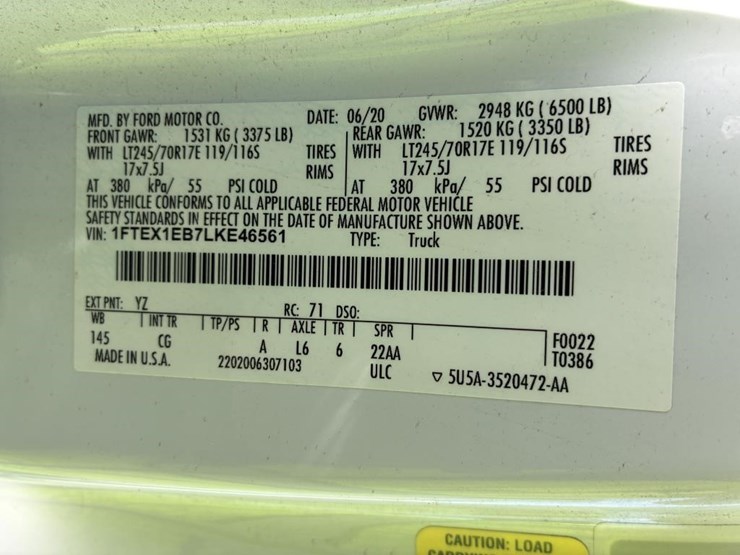 MFD. BY FORD MOTOR CO. DATE: 06/20 GVWR: 2948 KG ( 6500 LB)
FRONT GAWR: 1531 KG ( 3375 LB) REAR GAWR: 1520 KG ( 3350 LB)
WITH LT245/70R17E 119/116S TIRES WITH LT245/70R17E 119/116S TIRES
17x7.5J RIMS 17x7.5J RIMS
AT 380 kPa/ 55 PSI COLD AT 380 kPa/ 55 PSI COLD
THIS VEHICLE CONFORMS TO ALL APPLICABLE FEDERAL MOTOR VEHICLE
SAFETY STANDARDS IN EFFECT ON THE DATE OF MANUFACTURE SHOWN ABOVE.
VIN: 1FTEX1EB7LKE46561 TYPE: Truck
EXT PNT: YZ RC: 71 DSO:
WB INT TR TP/PS R AXLE TR SPR
145 CG A L6 6 22AA F0022
MADE IN U.S.A. 2202006307103 ULC T0386
▽ 5U5A-3520472-AA
CAUTION: LOAD